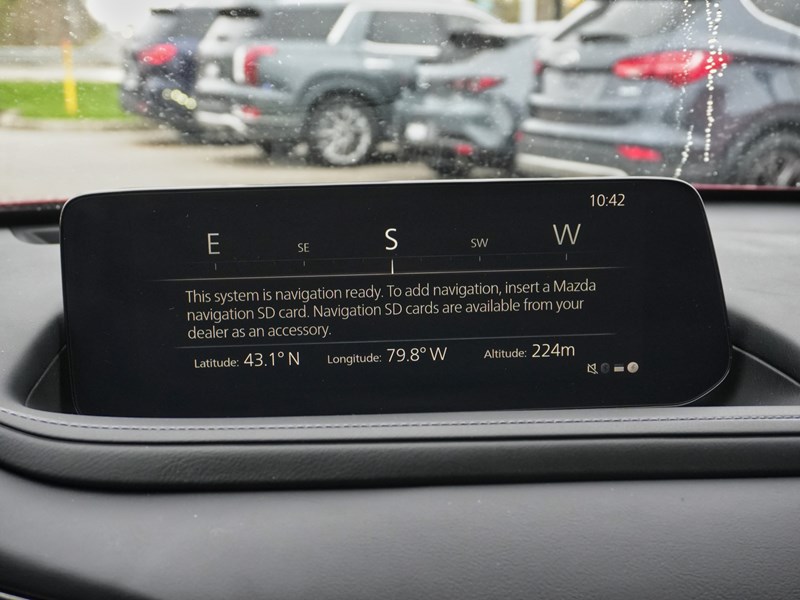 10:42
E SE S SW W
This system is navigation ready. To add navigation, insert a Mazda
navigation SD card. Navigation SD cards are available from your
dealer as an accessory.
Latitude: 43.1° N Longitude: 79.8° W Altitude: 224m